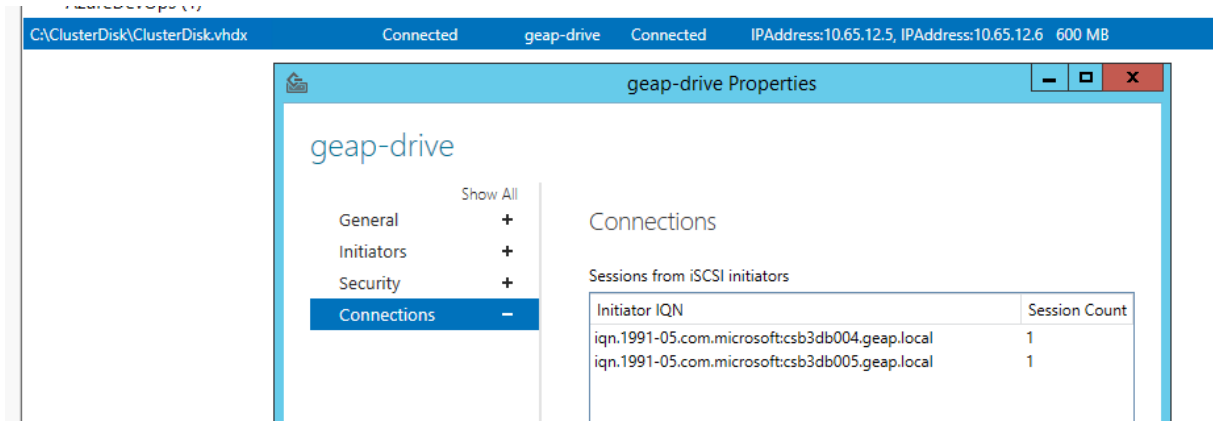 AzureDevOps (1)
C:\ClusterDisk\ClusterDisk.vhdx Connected geap-drive Connected IPAddress:10.65.12.5, IPAddress:10.65.12.6 600 MB
geap-drive Properties
geap-drive
Show All
General +
Initiators +
Security +
Connections –
Connections
Sessions from iSCSI initiators
Initiator IQN Session Count
iqn.1991-05.com.microsoft:csb3db004.geap.local 1
iqn.1991-05.com.microsoft:csb3db005.geap.local 1